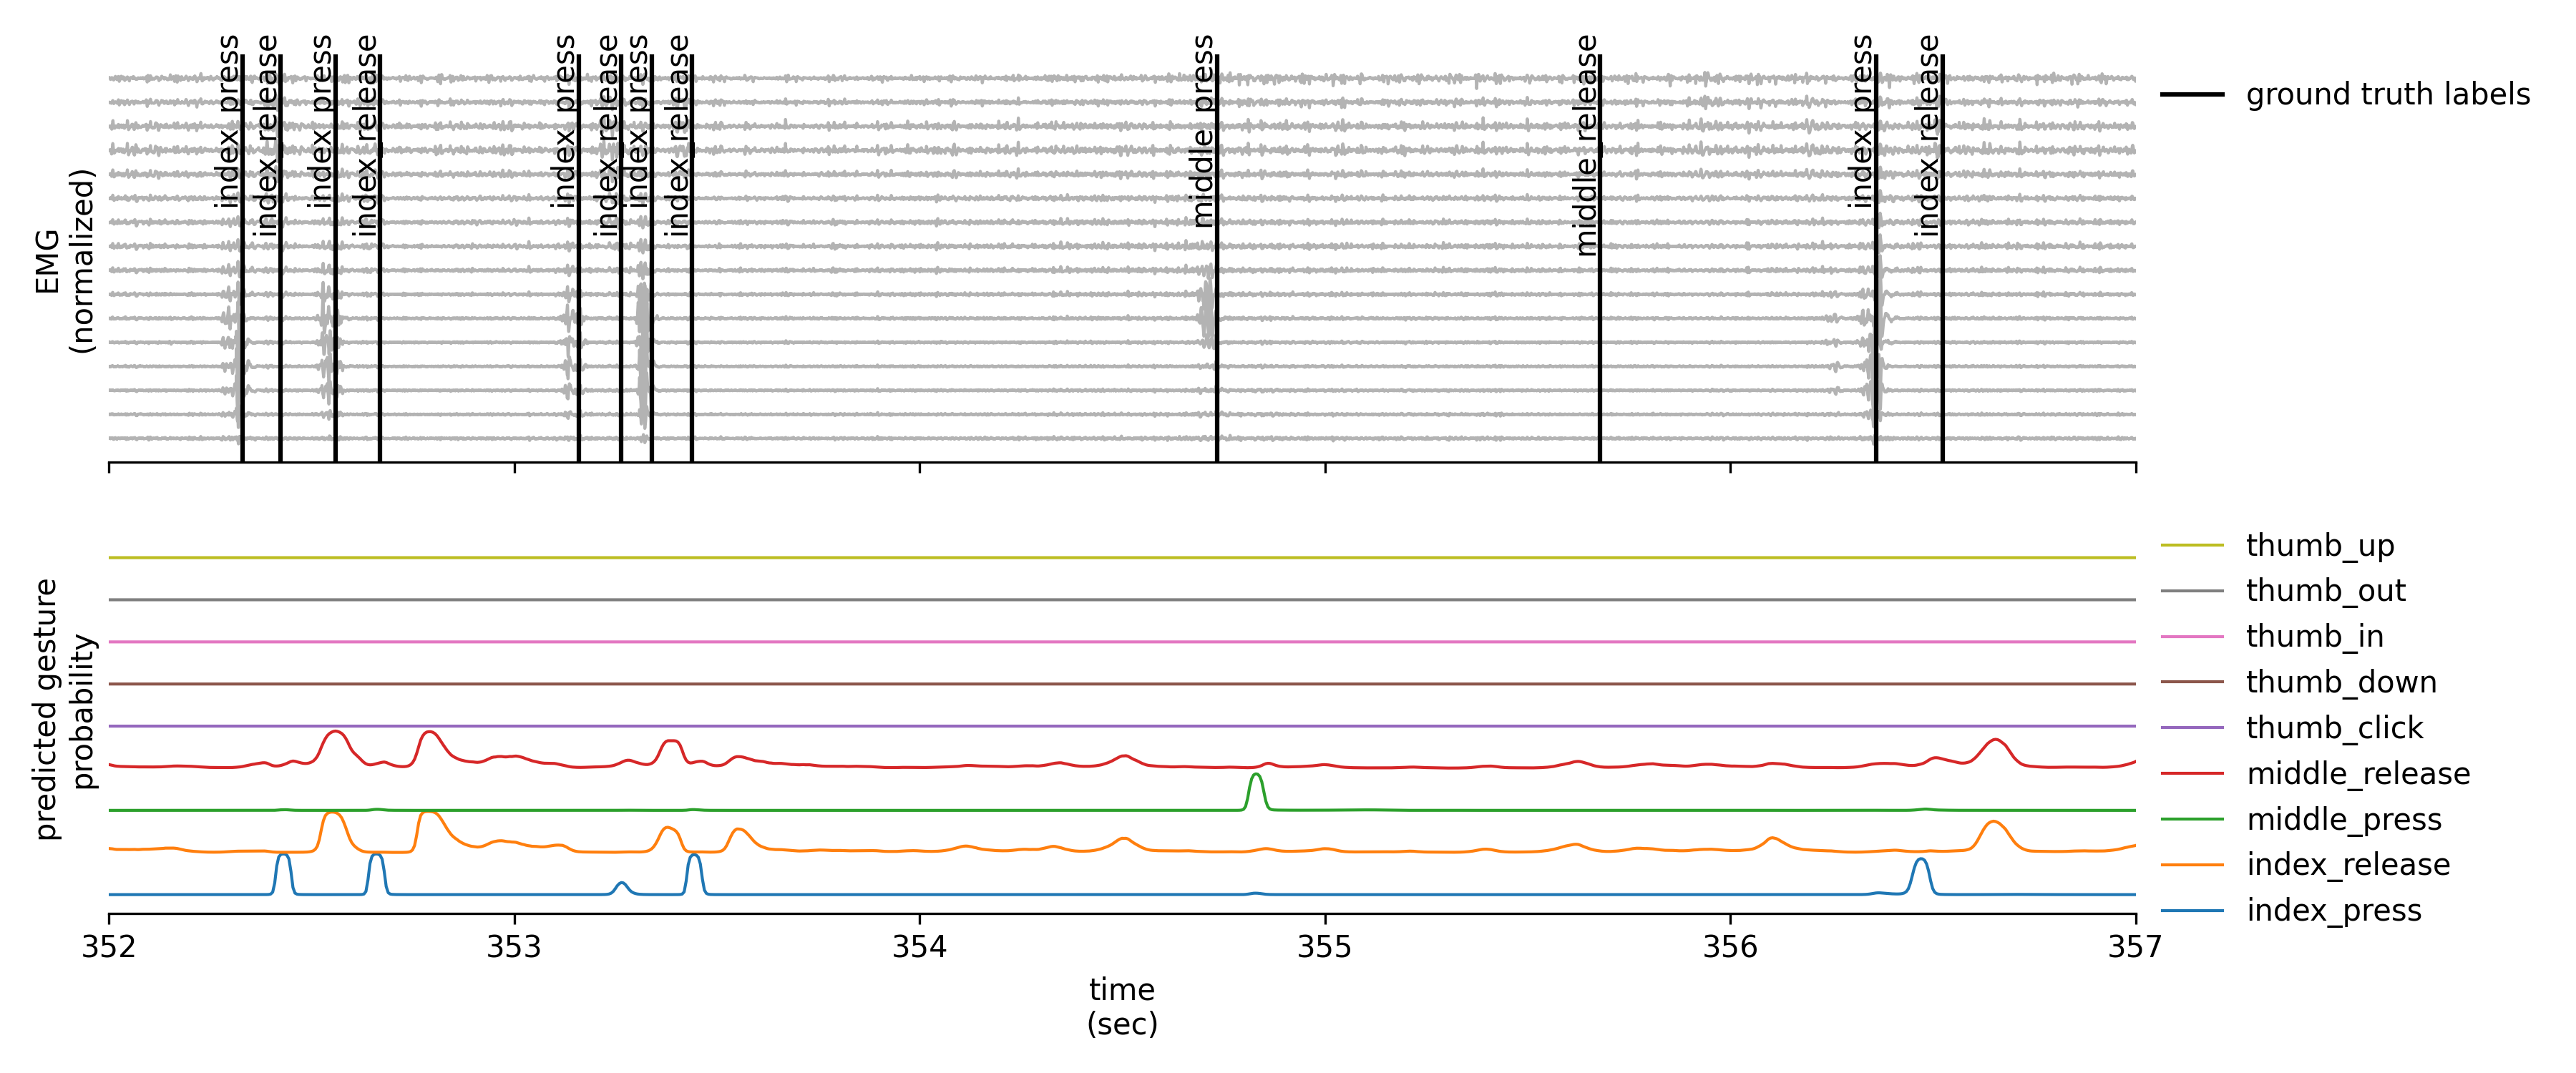 index press
index release
index press
index release
index press
index release
index press
index release
middle press
middle release
index press
index release
ground truth labels
EMG
(normalized)
predicted gesture
probability
thumb_up
thumb_out
thumb_in
thumb_down
thumb_click
middle_release
middle_press
index_release
index_press
352
353
354
355
356
357
time
(sec)